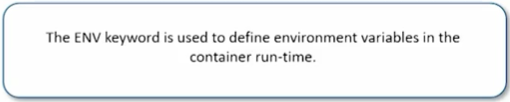 The ENV keyword is used to define environment variables in the
container run-time.